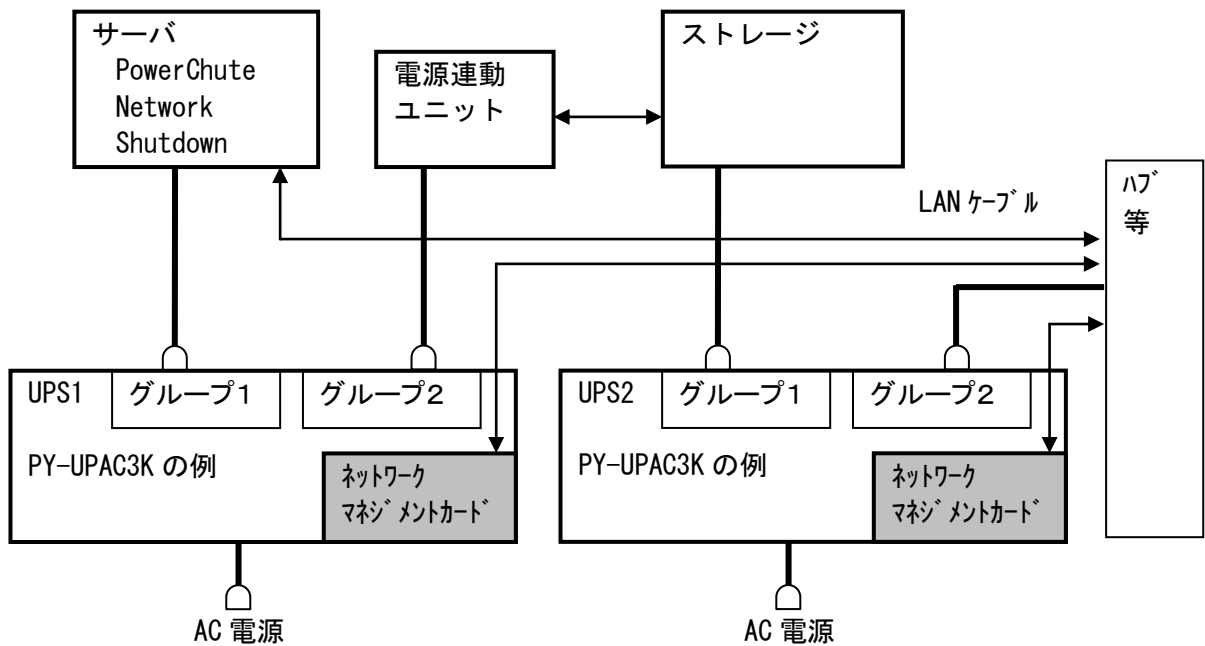 サーバ
PowerChute
Network
Shutdown
電源連動
ユニット
ストレージ
LAN ｹｰﾌﾞﾙ
ﾊﾌﾞ
等
UPS1
グループ1
グループ2
PY-UPAC3K の例
ﾈｯﾄﾜｰｸ
ﾏﾈｼﾞﾒﾝﾄｶｰﾄﾞ
AC 電源
UPS2
グループ1
グループ2
PY-UPAC3K の例
ﾈｯﾄﾜｰｸ
ﾏﾈｼﾞﾒﾝﾄｶｰﾄﾞ
AC 電源